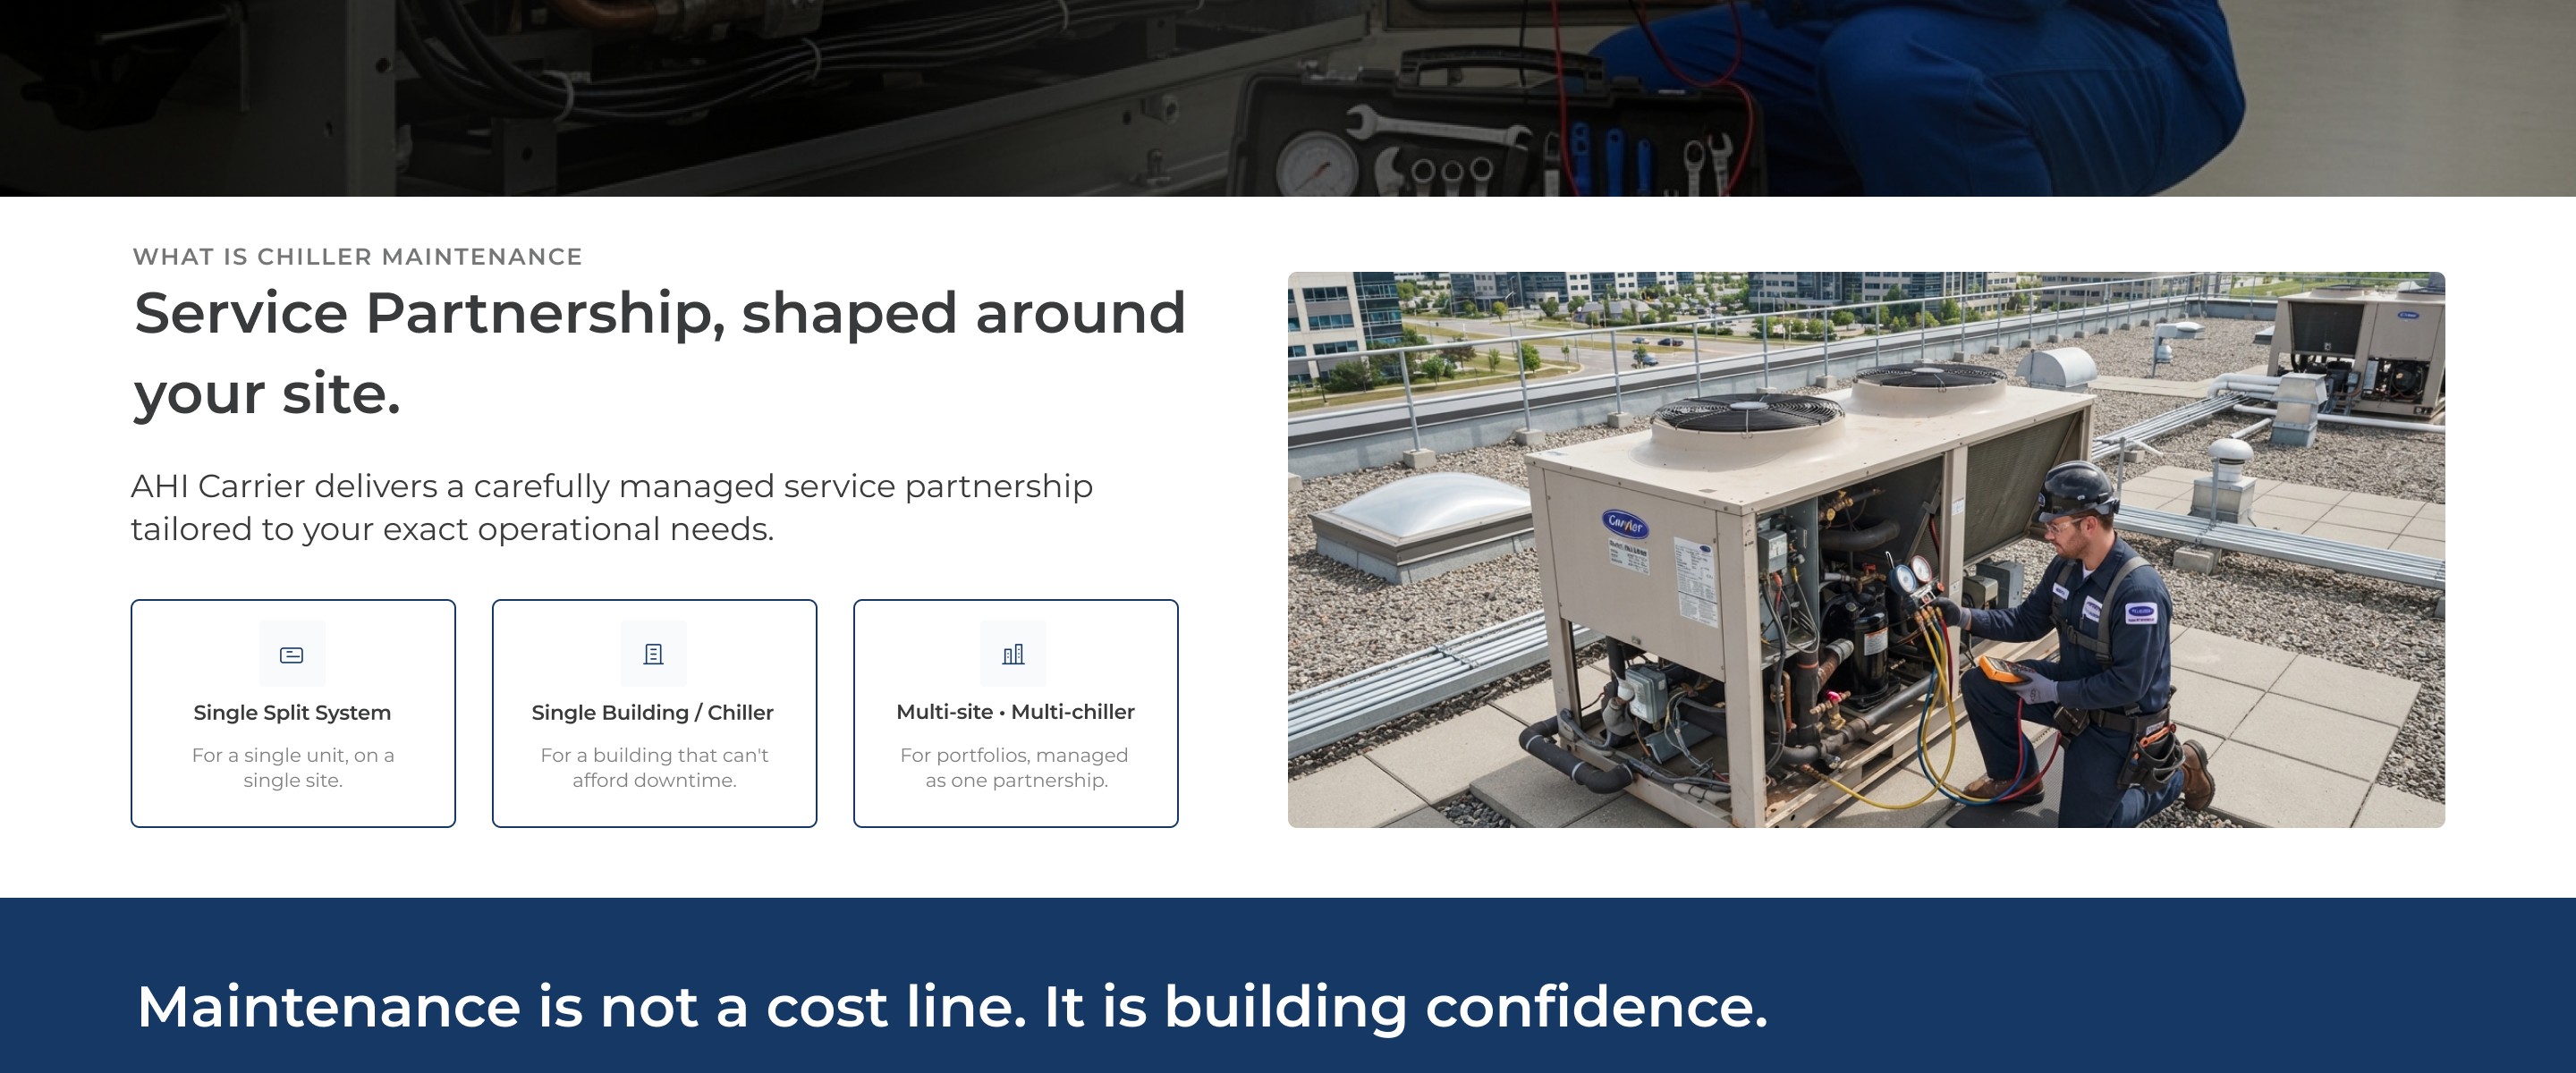 WHAT IS CHILLER MAINTENANCE
Service Partnership, shaped around
your site.
AHI Carrier delivers a carefully managed service partnership
tailored to your exact operational needs.
Single Split System
For a single unit, on a
single site.
Single Building / Chiller
For a building that can't
afford downtime.
Multi-site • Multi-chiller
For portfolios, managed
as one partnership.
Maintenance is not a cost line. It is building confidence.